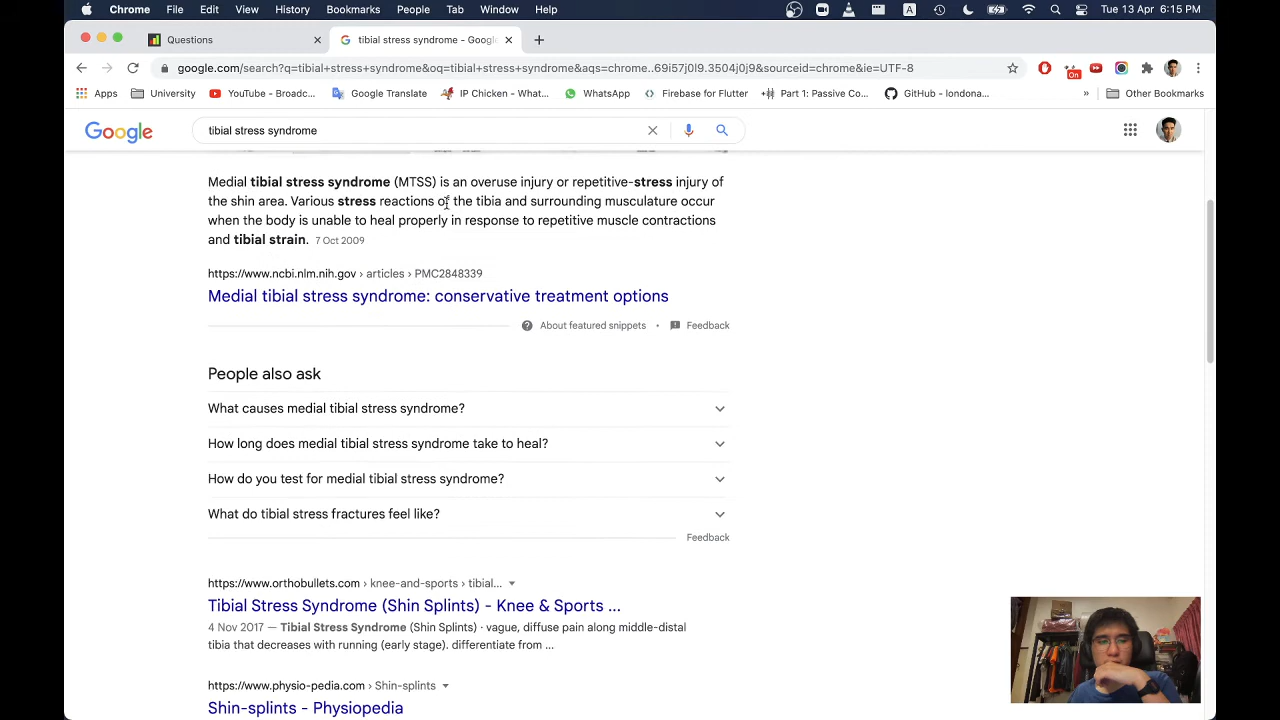 Chrome File Edit View History Bookmarks People Tab Window Help
A
Tue 13 Apr 6:15 PM
Questions
tibial stress syndrome - Googl
google.com/search?q=tibial+stress+syndrome&oq=tibial+stress+syndrome&aqs=chrome..69i57j0l9.3504j0j9&sourceid=chrome&ie=UTF-8
On
Apps
University
YouTube - Broadc...
Google Translate
IP Chicken - What...
WhatsApp
Firebase for Flutter
Part 1: Passive Co...
GitHub - londona...
»
Other Bookmarks
Google
tibial stress syndrome
Medial tibial stress syndrome (MTSS) is an overuse injury or repetitive-stress injury of
the shin area. Various stress reactions of the tibia and surrounding musculature occur
when the body is unable to heal properly in response to repetitive muscle contractions
and tibial strain. 7 Oct 2009
https://www.ncbi.nlm.nih.gov › articles › PMC2848339
Medial tibial stress syndrome: conservative treatment options
About featured snippets • Feedback
People also ask
What causes medial tibial stress syndrome?
How long does medial tibial stress syndrome take to heal?
How do you test for medial tibial stress syndrome?
What do tibial stress fractures feel like?
Feedback
https://www.orthobullets.com › knee-and-sports › tibial...
Tibial Stress Syndrome (Shin Splints) - Knee & Sports ...
4 Nov 2017 — Tibial Stress Syndrome (Shin Splints) · vague, diffuse pain along middle-distal
tibia that decreases with running (early stage). differentiate from ...
https://www.physio-pedia.com › Shin-splints
Shin-splints - Physiopedia